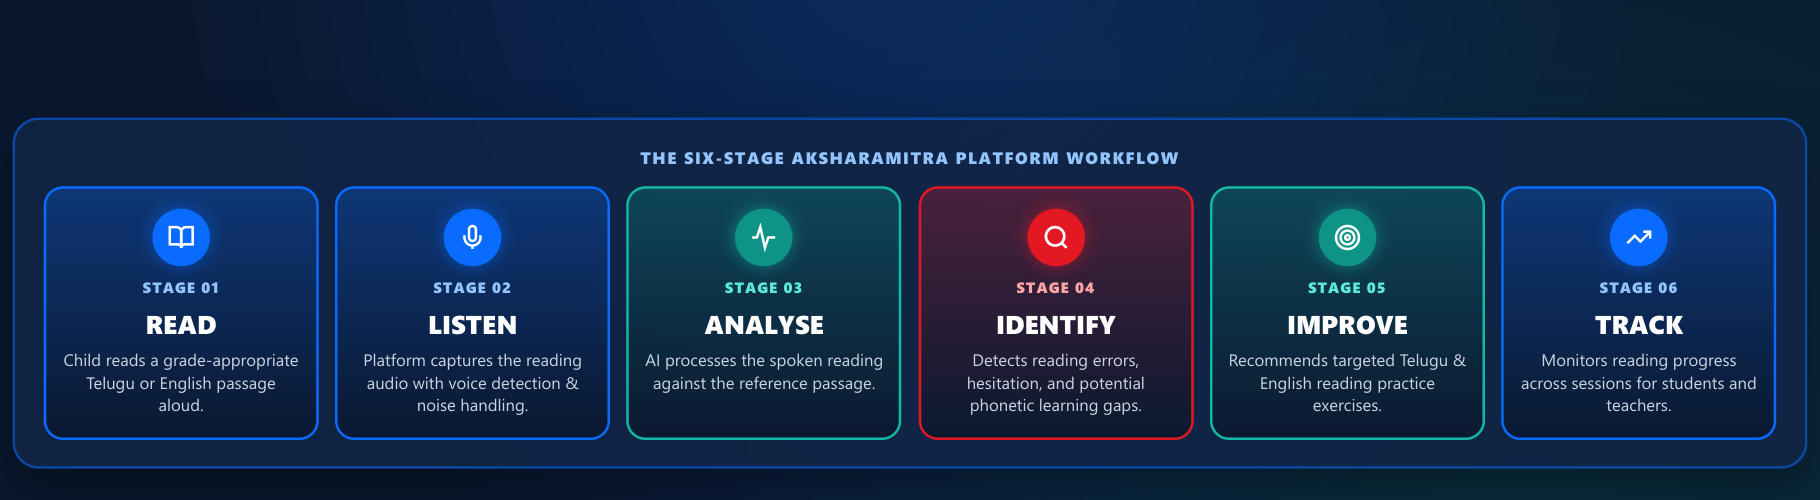 THE SIX-STAGE AKSHARAMITRA PLATFORM WORKFLOW
STAGE 01
READ
Child reads a grade-appropriate
Telugu or English passage
aloud.
STAGE 02
LISTEN
Platform captures the reading
audio with voice detection &
noise handling.
STAGE 03
ANALYSE
AI processes the spoken reading
against the reference passage.
STAGE 04
IDENTIFY
Detects reading errors,
hesitation, and potential
phonetic learning gaps.
STAGE 05
IMPROVE
Recommends targeted Telugu &
English reading practice
exercises.
STAGE 06
TRACK
Monitors reading progress
across sessions for students and
teachers.